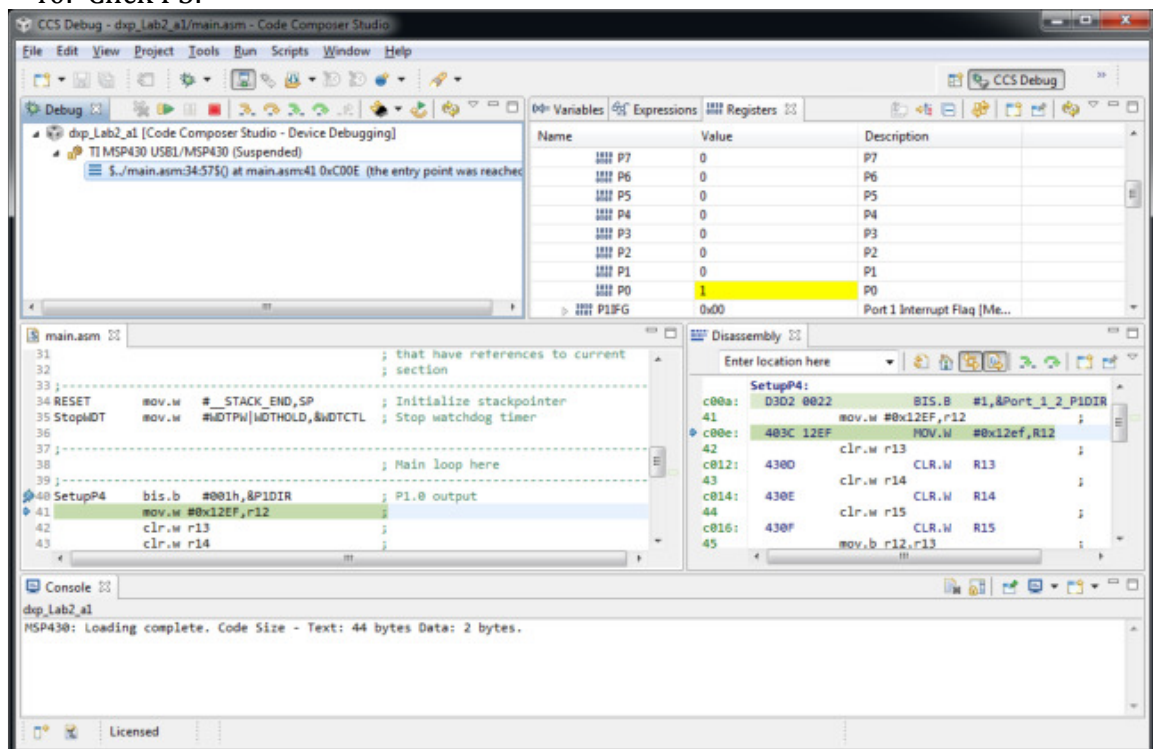 10. Click F5.
CCS Debug - dxp_Lab2_a1/main.asm - Code Composer Studio
File Edit View Project Tools Run Scripts Window Help
CCS Debug
Debug
dxp_Lab2_a1 [Code Composer Studio - Device Debugging]
TI MSP430 USB1/MSP430 (Suspended)
$../main.asm:34:57$() at main.asm:41 0xC00E (the entry point was reached
Variables Expressions Registers
Name Value Description
P7 0 P7
P6 0 P6
P5 0 P5
P4 0 P4
P3 0 P3
P2 0 P2
P1 0 P1
P0 1 P0
P1IFG 0x00 Port 1 Interrupt Flag [Me...
main.asm
31 ; that have references to current
32 ; section
33 ;
34 RESET mov.w #__STACK_END,SP ; Initialize stackpointer
35 StopWDT mov.w #WDTPW|WDTHOLD,&WDTCTL ; Stop watchdog timer
36
37 ;
38 ; Main loop here
39 ;
40 SetupP4 bis.b #001h,&P1DIR ; P1.0 output
41 mov.w #0x12EF,r12 ;
42 clr.w r13 ;
43 clr.w r14 ;
Disassembly
Enter location here
SetupP4:
c00a: D3D2 0022 BIS.B #1,&Port_1_2_P1DIR
41 mov.w #0x12EF,r12 ;
c00e: 403C 12EF MOV.W #0x12ef,R12
42 clr.w r13 ;
c012: 430D CLR.W R13
43 clr.w r14 ;
c014: 430E CLR.W R14
44 clr.w r15 ;
c016: 430F CLR.W R15
45 mov.b r12,r13 ;
Console
dxp_Lab2_a1
MSP430: Loading complete. Code Size - Text: 44 bytes Data: 2 bytes.
Licensed